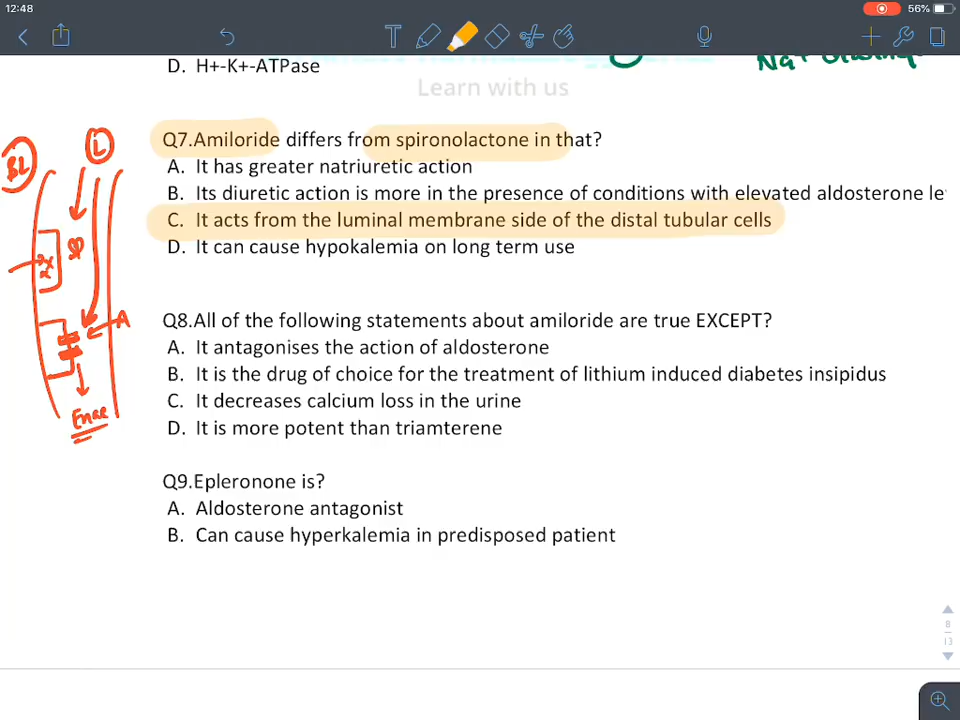 12:48
56%
D. H+-K+-ATPase
Na+
Learn with us
Q7.Amiloride differs from spironolactone in that?
A. It has greater natriuretic action
B. Its diuretic action is more in the presence of conditions with elevated aldosterone le
C. It acts from the luminal membrane side of the distal tubular cells
D. It can cause hypokalemia on long term use
BL
L
A
Enac
Q8.All of the following statements about amiloride are true EXCEPT?
A. It antagonises the action of aldosterone
B. It is the drug of choice for the treatment of lithium induced diabetes insipidus
C. It decreases calcium loss in the urine
D. It is more potent than triamterene
Q9.Epleronone is?
A. Aldosterone antagonist
B. Can cause hyperkalemia in predisposed patient
8
13